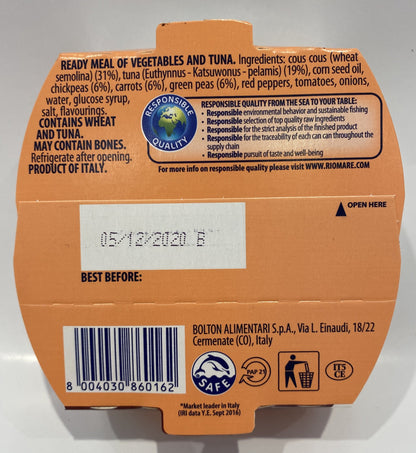 READY MEAL OF VEGETABLES AND TUNA. Ingredients: cous cous (wheat
semolina) (31%), tuna (Euthynnus - Katsuwonus - pelamis) (19%), corn seed oil,
chickpeas (6%), carrots (6%), green peas (6%), red peppers, tomatoes, onions,
water, glucose syrup,
salt, flavourings.
CONTAINS WHEAT
AND TUNA.
MAY CONTAIN BONES.
Refrigerate after opening.
PRODUCT OF ITALY.
RESPONSIBLE
QUALITY
RESPONSIBLE QUALITY FROM THE SEA TO YOUR TABLE:
• Responsible environmental behavior and sustainable fishing
• Responsible selection of top quality raw ingredients
• Responsible for the strict analysis of the finished product
• Responsible for the traceability of each can can throughout the
supply chain
• Responsible pursuit of taste and well-being
For more info on responsible quality please visit WWW.RIOMARE.COM
▲ OPEN HERE
05/12/2020 B
BEST BEFORE:
BOLTON ALIMENTARI S.p.A., Via L. Einaudi, 18/22
Cermenate (CO), Italy
8 004030 860162
SAFE
PAP 21
IT5
CE
*Market leader in Italy
(IRI data Y.E. Sept 2016)